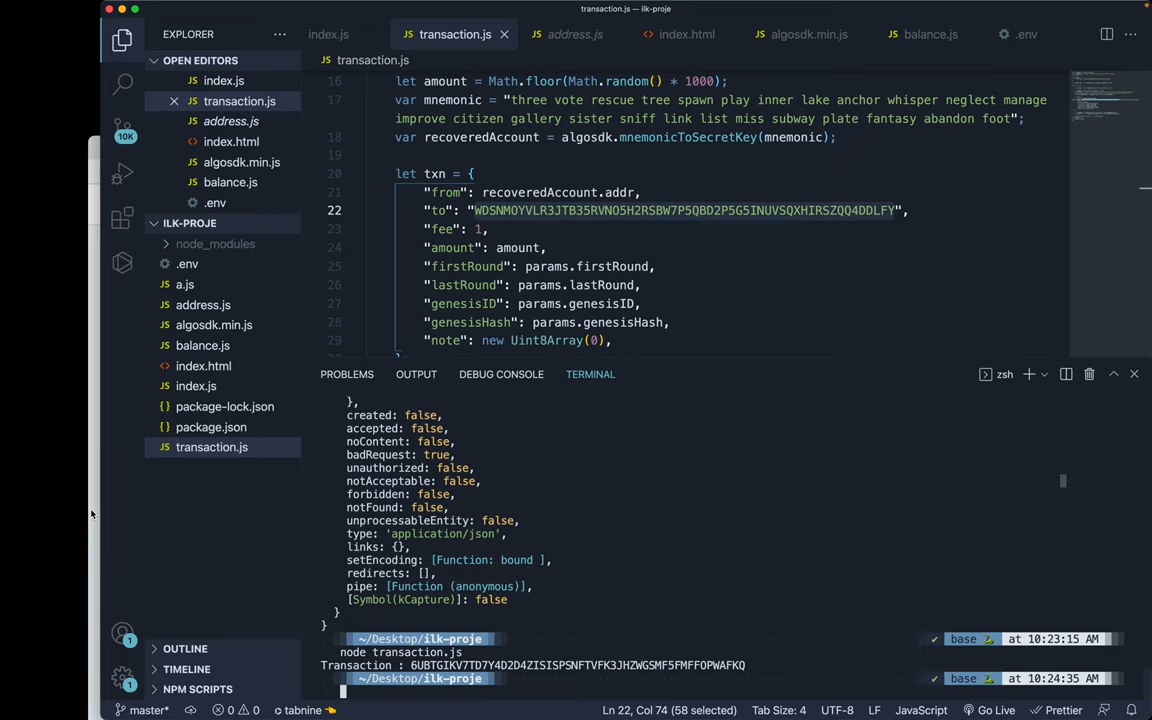 transaction.js — ilk-proje
EXPLORER
index.js
transaction.js
address.js
index.html
algosdk.min.js
balance.js
.env
OPEN EDITORS
index.js
transaction.js
address.js
index.html
algosdk.min.js
balance.js
.env
ILK-PROJE
node_modules
.env
a.js
address.js
algosdk.min.js
balance.js
index.html
index.js
package-lock.json
package.json
transaction.js
OUTLINE
TIMELINE
NPM SCRIPTS
10K
1
1
transaction.js
16 let amount = Math.floor(Math.random() * 1000);
17 var mnemonic = "three vote rescue tree spawn play inner lake anchor whisper neglect manage
improve citizen gallery sister sniff link list miss subway plate fantasy abandon foot";
18 var recoveredAccount = algosdk.mnemonicToSecretKey(mnemonic);
19
20 let txn = {
21 "from": recoveredAccount.addr,
22 "to": "WDSNMOYVLR3JTB35RVNO5H2RSBW7P5QBD2P5G5INUVSQXHIRSZQQ4DDLFY",
23 "fee": 1,
24 "amount": amount,
25 "firstRound": params.firstRound,
26 "lastRound": params.lastRound,
27 "genesisID": params.genesisID,
28 "genesisHash": params.genesisHash,
29 "note": new Uint8Array(0),
PROBLEMS OUTPUT DEBUG CONSOLE TERMINAL
zsh
},
created: false,
accepted: false,
noContent: false,
badRequest: true,
unauthorized: false,
notAcceptable: false,
forbidden: false,
notFound: false,
unprocessableEntity: false,
type: 'application/json',
links: {},
setEncoding: [Function: bound ],
redirects: [],
pipe: [Function (anonymous)],
[Symbol(kCapture)]: false
}
}
~/Desktop/ilk-proje ✔ base 🐍 at 10:23:15 AM
node transaction.js
Transaction : 6UBTGIKV7TD7Y4D2D4ZISISPSNFTVFK3JHZWGSMF5FMFFOPWAFKQ
~/Desktop/ilk-proje ✔ base 🐍 at 10:24:35 AM
master* 0 0 tabnine Ln 22, Col 74 (58 selected) Tab Size: 4 UTF-8 LF JavaScript Go Live Prettier